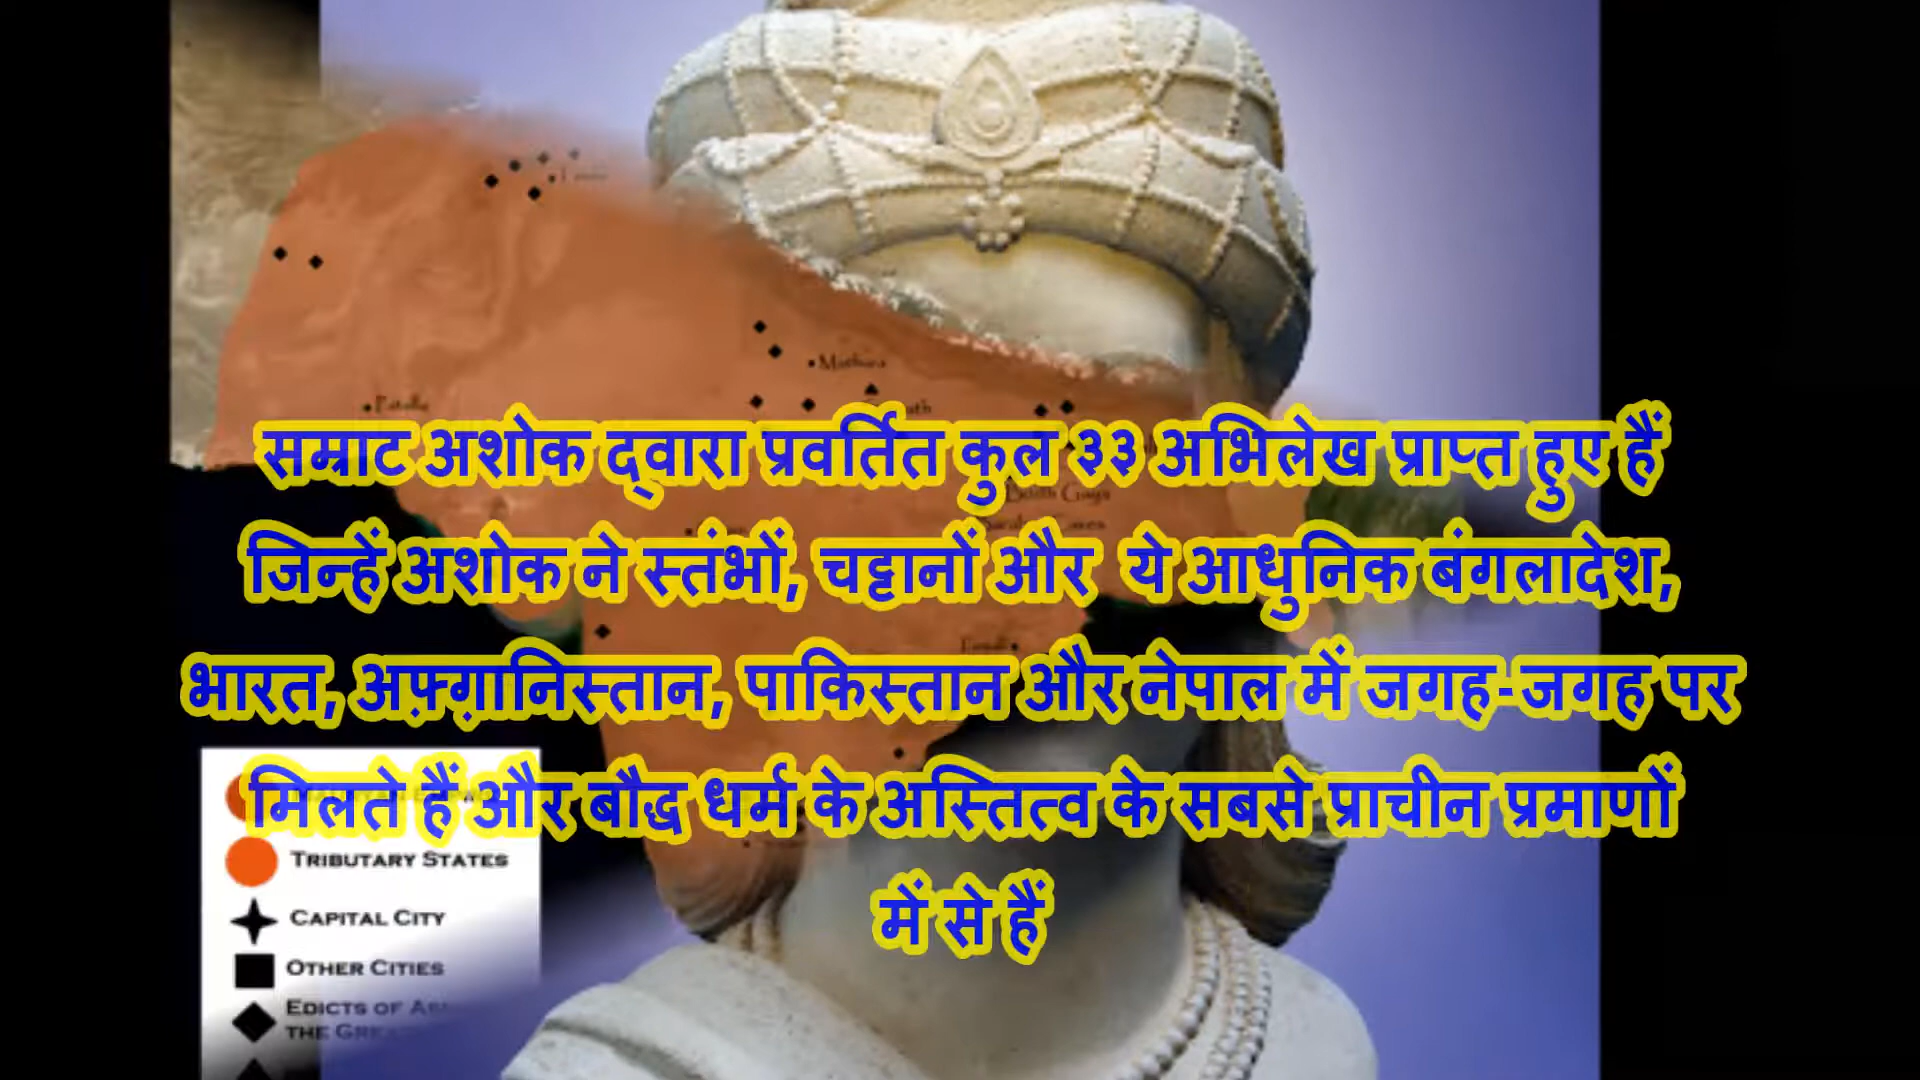 Mathura
Patala
सम्राट अशोक द्वारा प्रवर्तित कुल ३३ अभिलेख प्राप्त हुए हैं
Bodh Gaya
जिन्हें अशोक ने स्तंभों, चट्टानों और ये आधुनिक बंगलादेश,
भारत, अफ़्ग़ानिस्तान, पाकिस्तान और नेपाल में जगह-जगह पर
मिलते हैं और बौद्ध धर्म के अस्तित्व के सबसे प्राचीन प्रमाणों
में से हैं
TRIBUTARY STATES
CAPITAL CITY
OTHER CITIES
EDICTS OF
THE